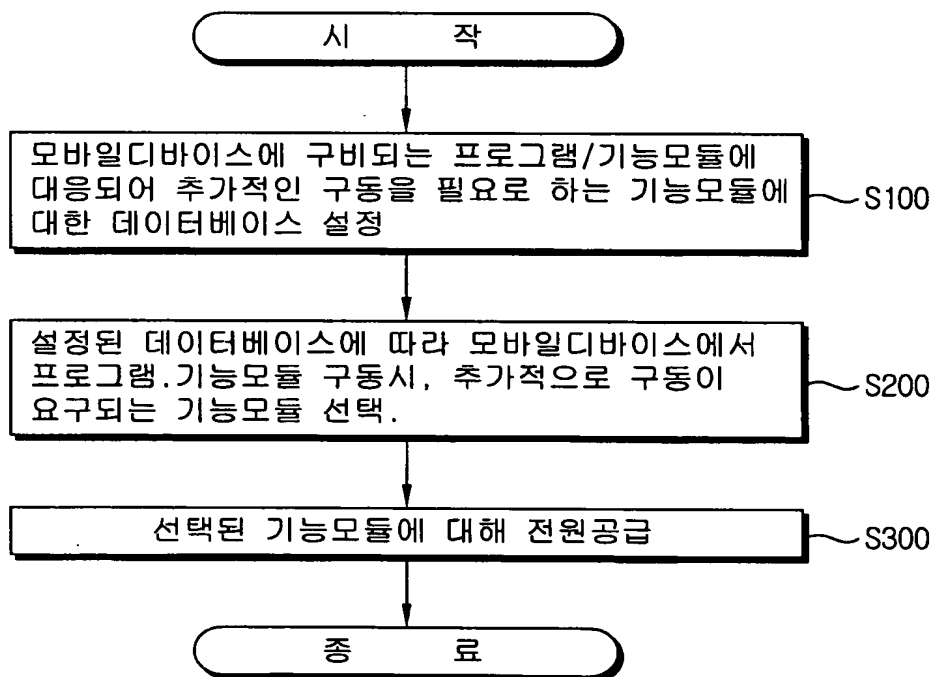 시 작
모바일디바이스에 구비되는 프로그램/기능모듈에
대응되어 추가적인 구동을 필요로 하는 기능모듈에
대한 데이터베이스 설정
S100
설정된 데이터베이스에 따라 모바일디바이스에서
프로그램.기능모듈 구동시, 추가적으로 구동이
요구되는 기능모듈 선택.
S200
선택된 기능모듈에 대해 전원공급
S300
종 료